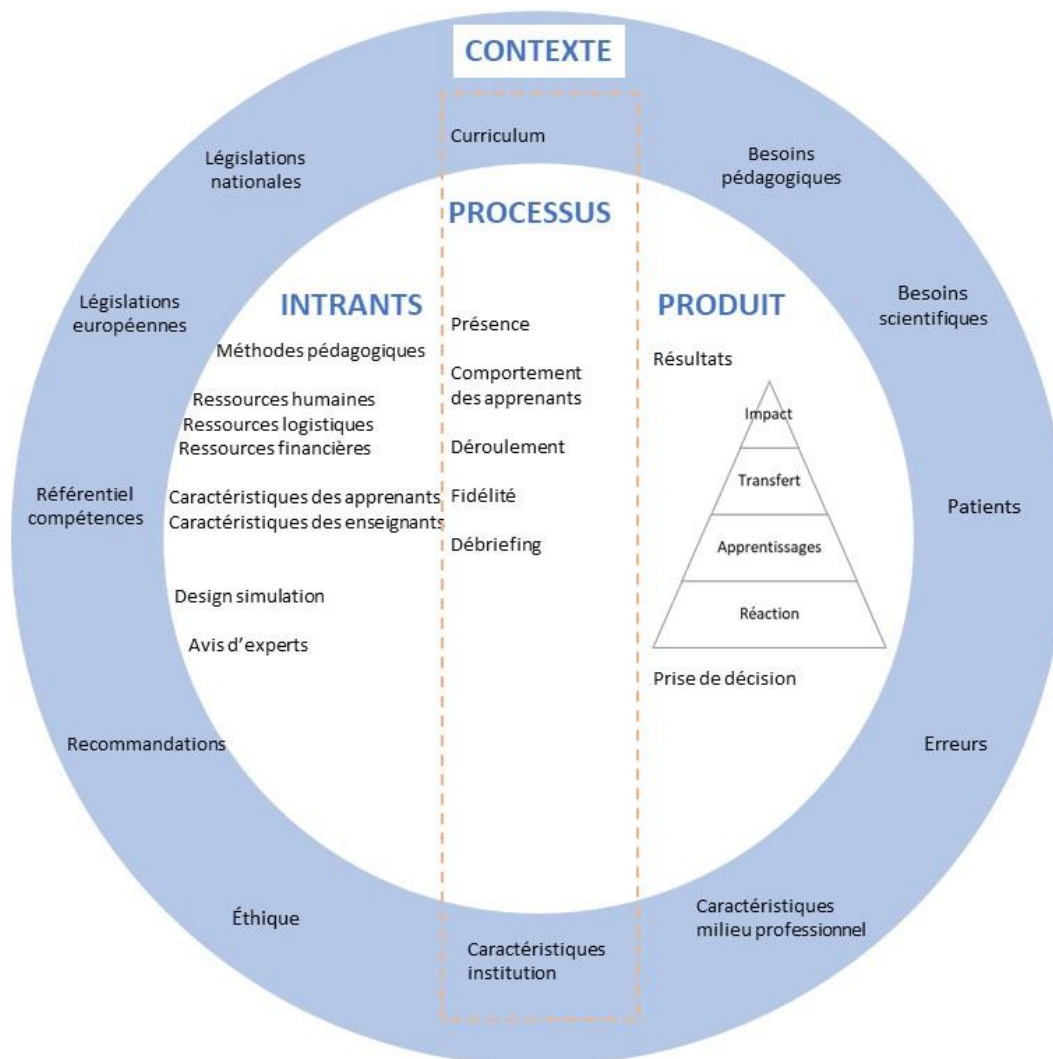 CONTEXTE
Curriculum
Législations
nationales
Besoins
pédagogiques
PROCESSUS
Législations
européennes
INTRANTS
PRODUIT
Besoins
scientifiques
Méthodes pédagogiques
Ressources humaines
Ressources logistiques
Ressources financières
Caractéristiques des apprenants
Caractéristiques des enseignants
Design simulation
Avis d’experts
Présence
Comportement
des apprenants
Déroulement
Fidélité
Débriefing
Résultats
Impact
Transfert
Apprentissages
Réaction
Prise de décision
Référentiel
compétences
Patients
Recommandations
Erreurs
Éthique
Caractéristiques
institution
Caractéristiques
milieu professionnel